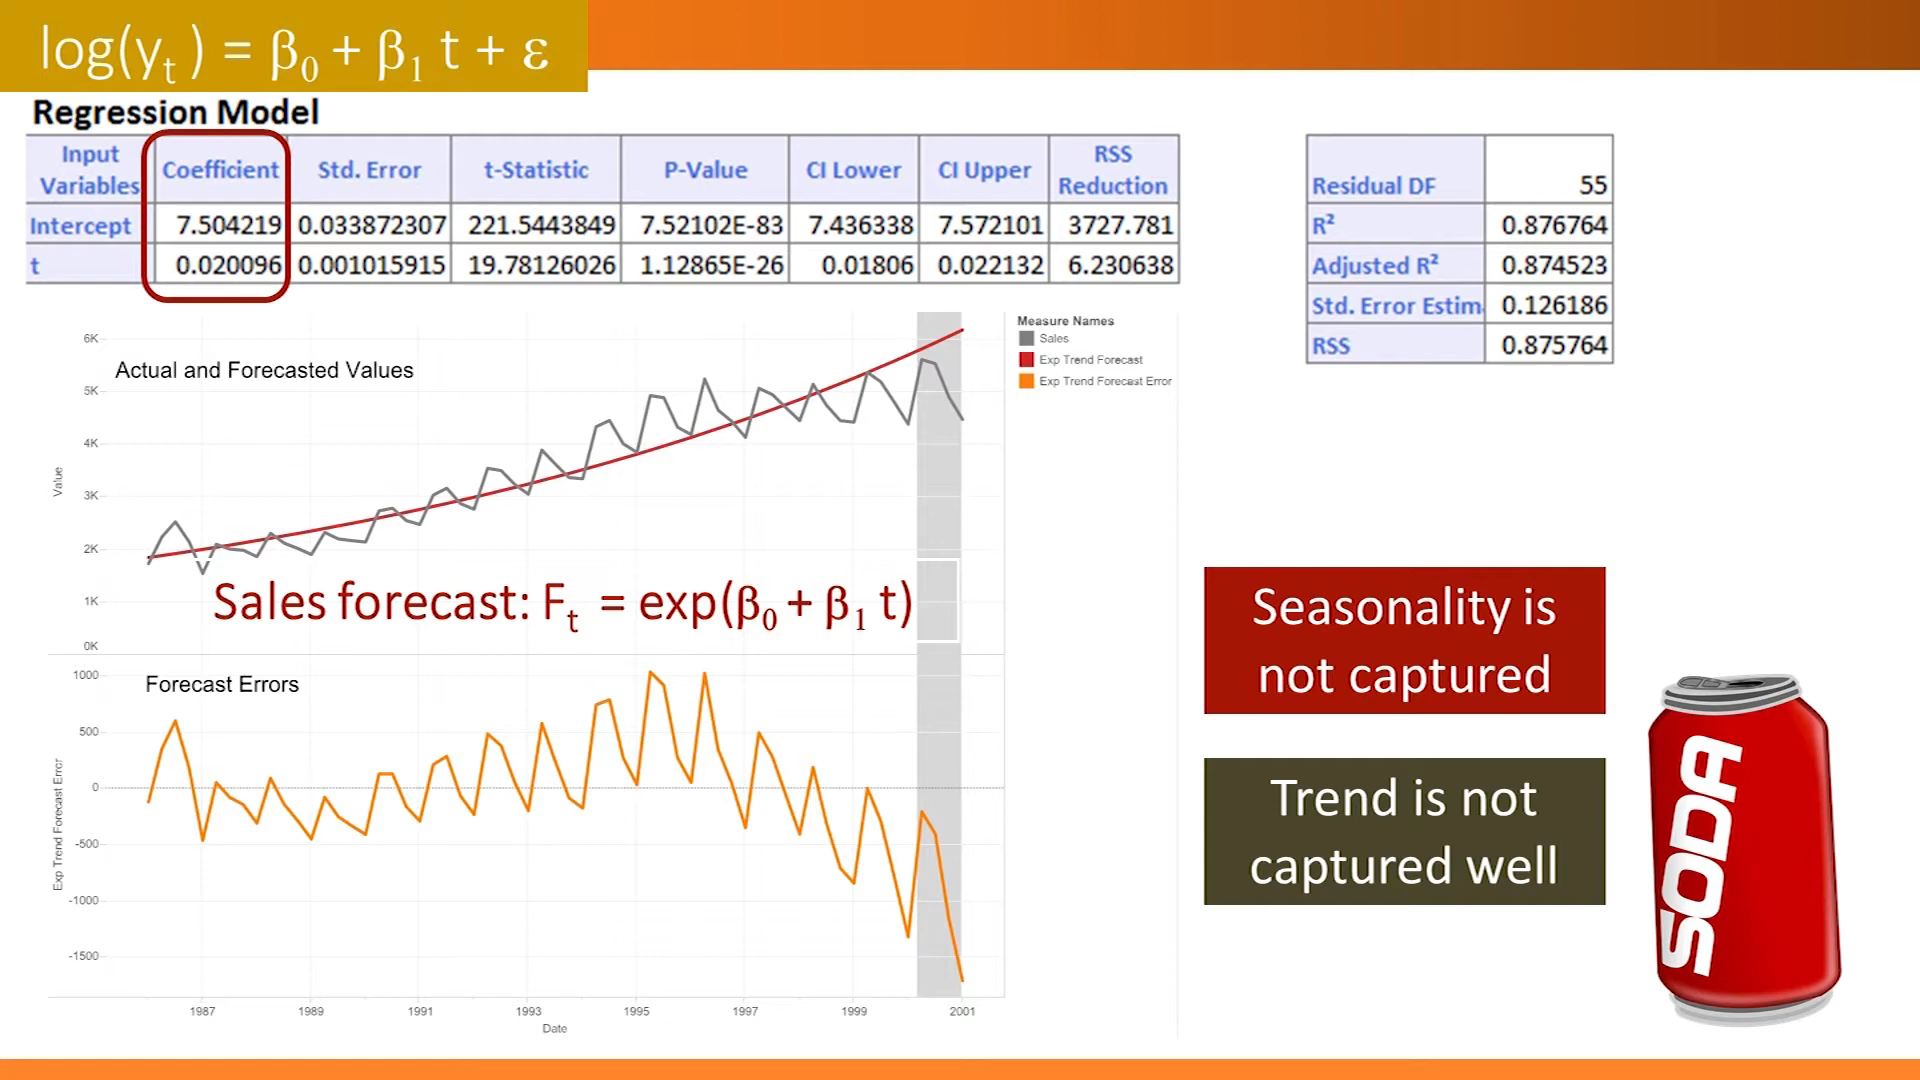 log(yt ) = β0 + β1 t + ε
Regression Model
Input Variables Coefficient Std. Error t-Statistic P-Value CI Lower CI Upper RSS Reduction
Intercept 7.504219 0.033872307 221.5443849 7.52102E-83 7.436338 7.572101 3727.781
t 0.020096 0.001015915 19.78126026 1.12865E-26 0.01806 0.022132 6.230638
Residual DF 55
R² 0.876764
Adjusted R² 0.874523
Std. Error Estim 0.126186
RSS 0.875764
Actual and Forecasted Values
Value
6K
5K
4K
3K
2K
1K
0K
Measure Names
Sales
Exp Trend Forecast
Exp Trend Forecast Error
Sales forecast: Ft = exp(β0 + β1 t)
Forecast Errors
Exp Trend Forecast Error
1000
500
0
-500
-1000
-1500
1987 1989 1991 1993 1995 1997 1999 2001
Date
Seasonality is
not captured
Trend is not
captured well
SODA